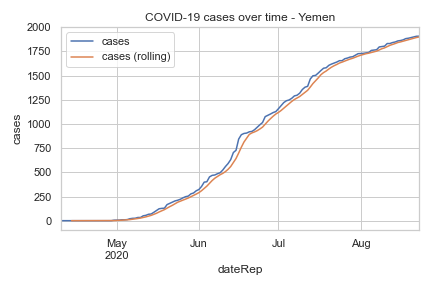 COVID-19 cases over time - Yemen
cases
cases (rolling)
2000
1750
1500
1250
1000
750
500
250
0
cases
May
2020
Jun
Jul
Aug
dateRep